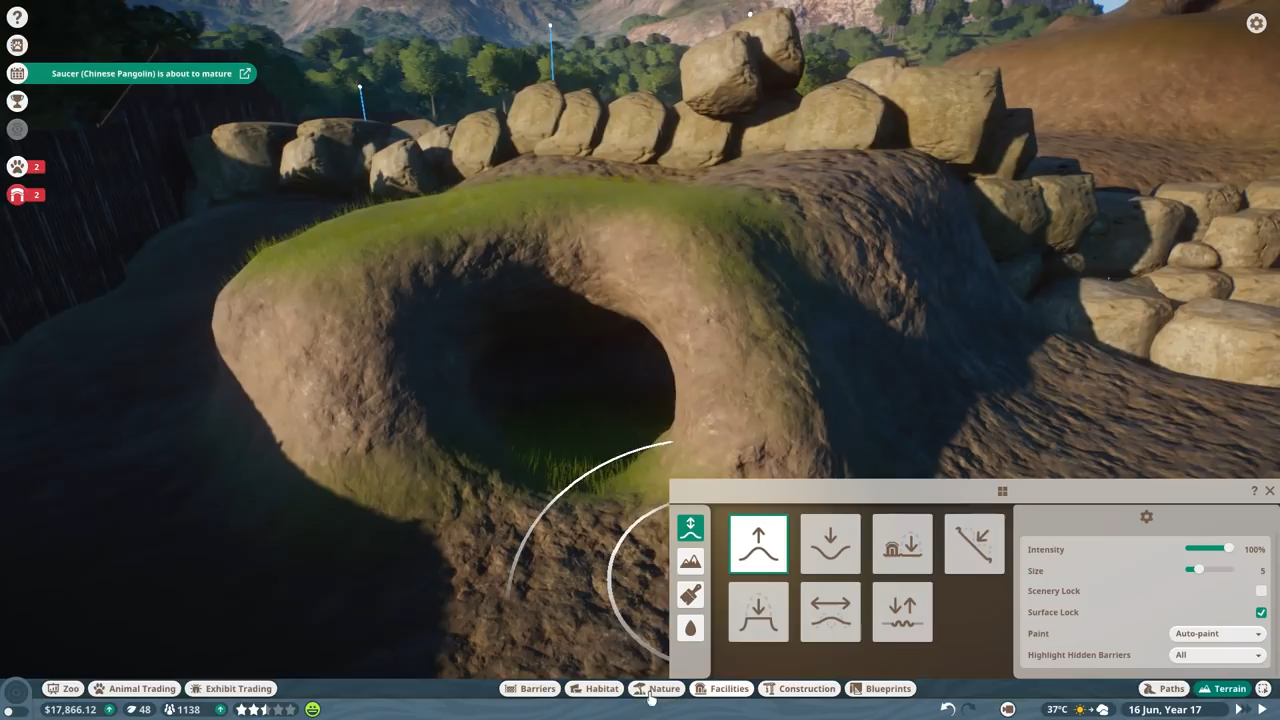 ?
Saucer (Chinese Pangolin) is about to mature
2
2
?
Intensity 100%
Size 5
Scenery Lock
Surface Lock
Paint Auto-paint
Highlight Hidden Barriers All
Zoo Animal Trading Exhibit Trading Barriers Habitat Nature Facilities Construction Blueprints Paths Terrain
$17,866.12 48 1138 37°C 16 Jun, Year 17